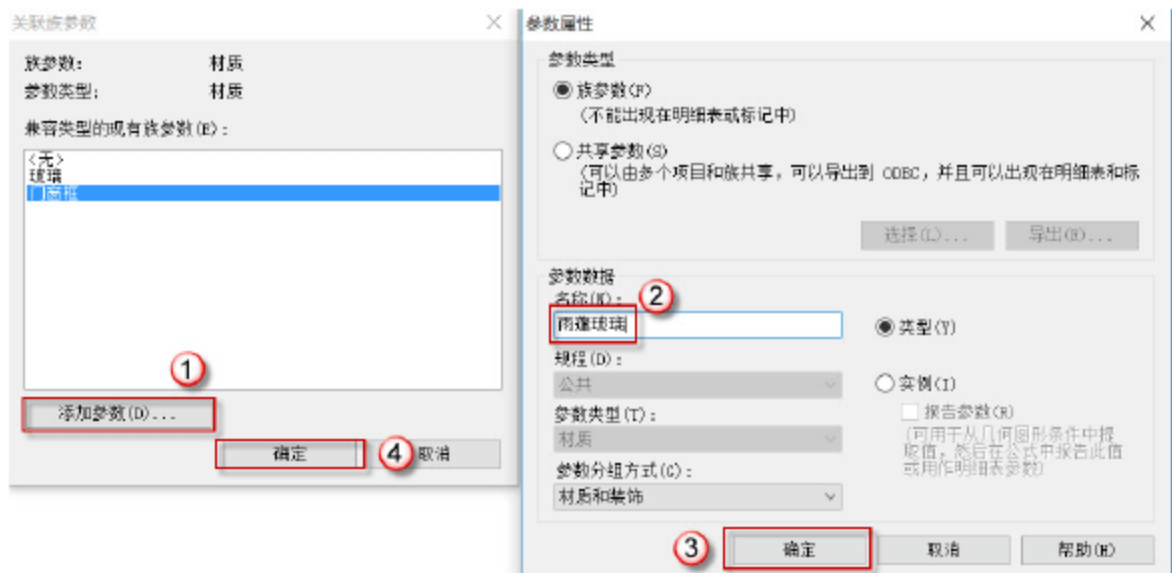 关联族参数
族参数: 材质
参数类型: 材质
兼容类型的现有族参数(E):
<无>
玻璃
门窗框
①
添加参数(D)...
确定
④
取消
参数属性
参数类型
族参数(F)
(不能出现在明细表或标记中)
共享参数(S)
(可以由多个项目和族共享,可以导出到 ODBC,并且可以出现在明细表和标
记中)
选择(L)...
导出(E)...
参数数据
名称(N):
②
雨蓬玻璃
类型(Y)
规程(D):
公共
实例(I)
参数类型(T):
报告参数(R)
材质
(可用于从几何图形条件中提
取值,然后在公式中报告此值
或用作明细表参数)
参数分组方式(G):
材质和装饰
③
确定
取消
帮助(H)